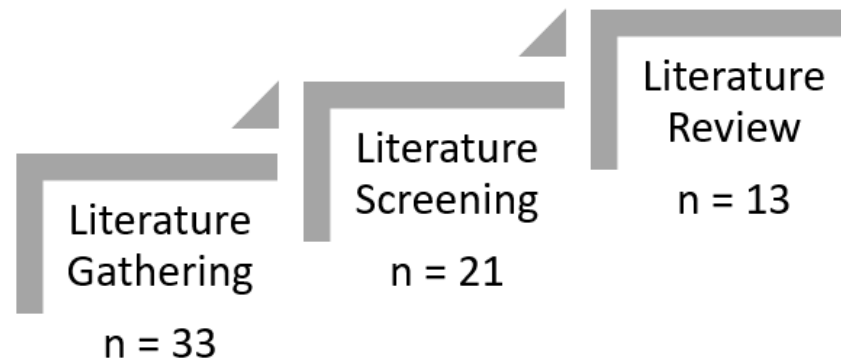 Literature
Gathering
n = 33
Literature
Screening
n = 21
Literature
Review
n = 13